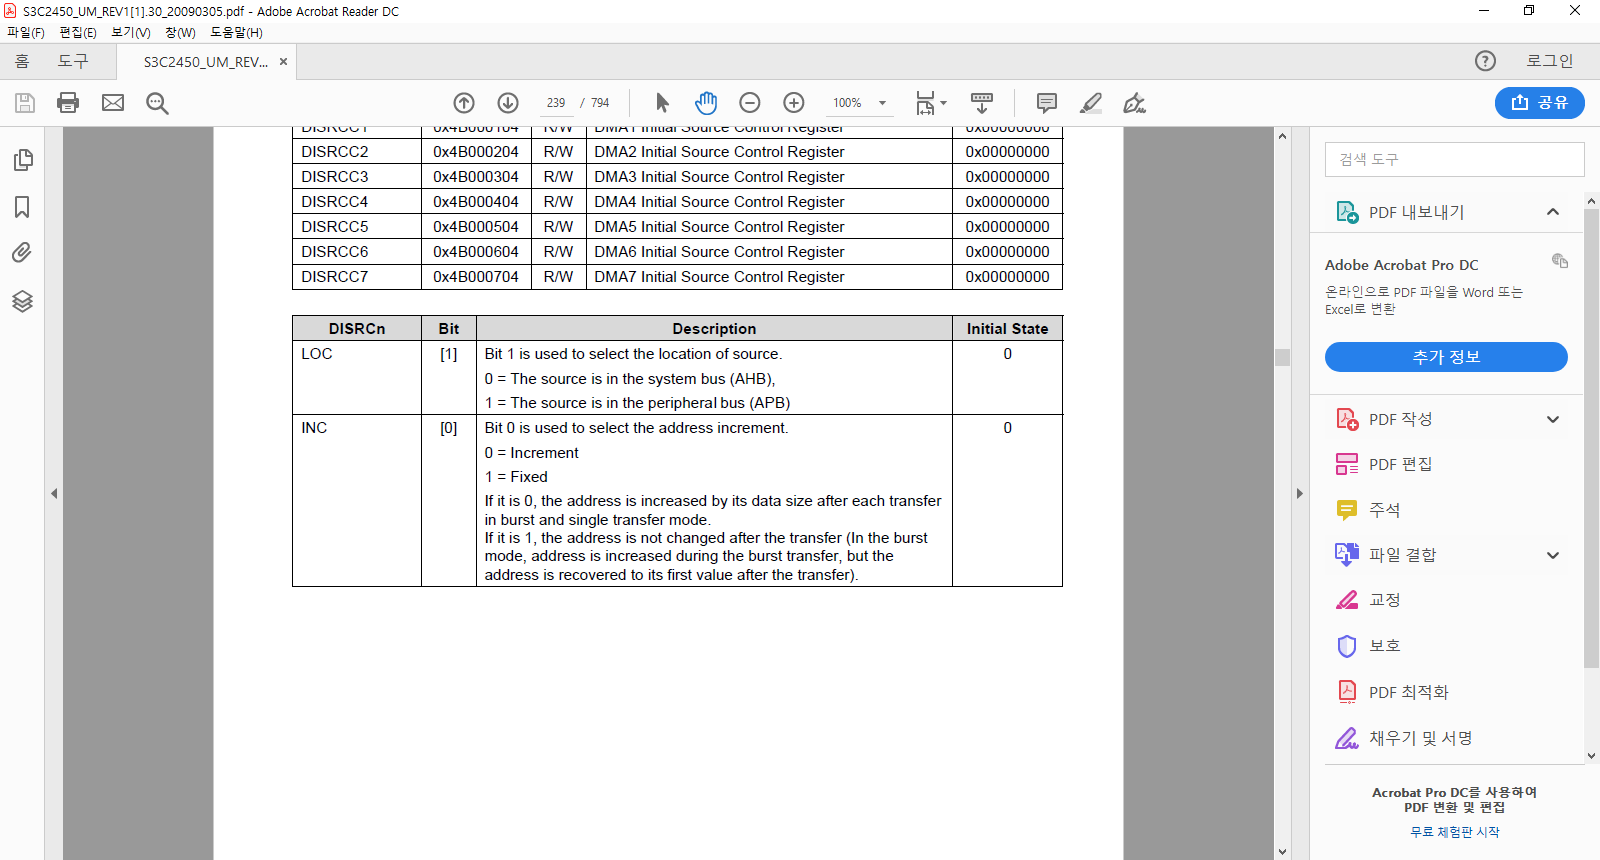 S3C2450_UM_REV1[1].30_20090305.pdf - Adobe Acrobat Reader DC
파일(F) 편집(E) 보기(V) 창(W) 도움말(H)
홈 도구 S3C2450_UM_REV... × 로그인
239 / 794 100% 공유
DISRCC1 0x4B000104 R/W DMA1 Initial Source Control Register 0x00000000
DISRCC2 0x4B000204 R/W DMA2 Initial Source Control Register 0x00000000
DISRCC3 0x4B000304 R/W DMA3 Initial Source Control Register 0x00000000
DISRCC4 0x4B000404 R/W DMA4 Initial Source Control Register 0x00000000
DISRCC5 0x4B000504 R/W DMA5 Initial Source Control Register 0x00000000
DISRCC6 0x4B000604 R/W DMA6 Initial Source Control Register 0x00000000
DISRCC7 0x4B000704 R/W DMA7 Initial Source Control Register 0x00000000
DISRCn Bit Description Initial State
LOC [1] Bit 1 is used to select the location of source. 0
0 = The source is in the system bus (AHB),
1 = The source is in the peripheral bus (APB)
INC [0] Bit 0 is used to select the address increment. 0
0 = Increment
1 = Fixed
If it is 0, the address is increased by its data size after each transfer
in burst and single transfer mode.
If it is 1, the address is not changed after the transfer (In the burst
mode, address is increased during the burst transfer, but the
address is recovered to its first value after the transfer).
검색 도구
PDF 내보내기
Adobe Acrobat Pro DC
온라인으로 PDF 파일을 Word 또는
Excel로 변환
추가 정보
PDF 작성
PDF 편집
주석
파일 결합
교정
보호
PDF 최적화
채우기 및 서명
Acrobat Pro DC를 사용하여
PDF 변환 및 편집
무료 체험판 시작